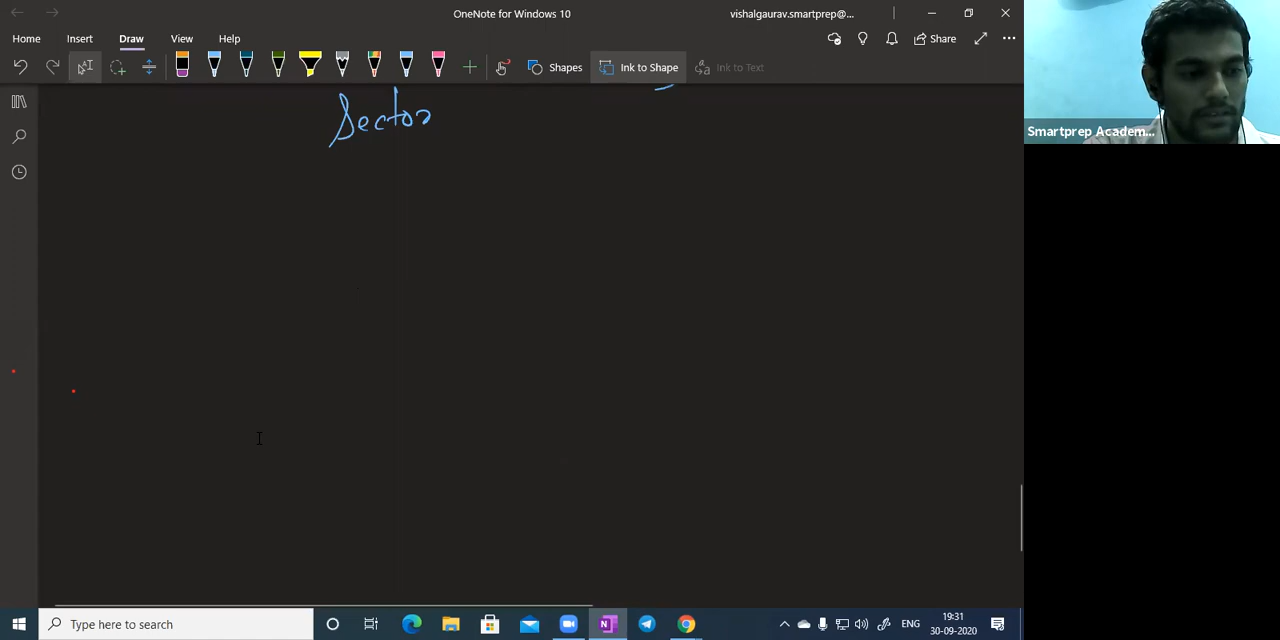 OneNote for Windows 10
vishalgaurav.smartprep@...
Home Insert Draw View Help
Share
Shapes Ink to Shape Ink to Text
Sector
Smartprep Academ...
Type here to search
ENG
19:31
30-09-2020